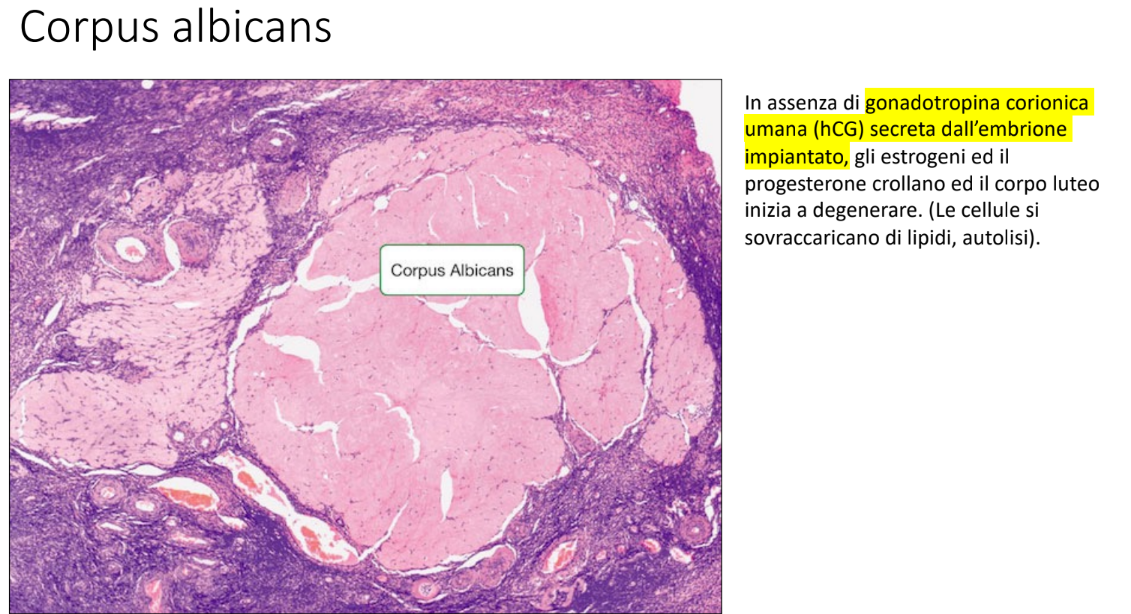 Corpus albicans
Corpus Albicans
In assenza di gonadotropina corionica
umana (hCG) secreta dall'embrione
impiantato, gli estrogeni ed il
progesterone crollano ed il corpo luteo
inizia a degenerare. (Le cellule si
sovraccaricano di lipidi, autolisi).